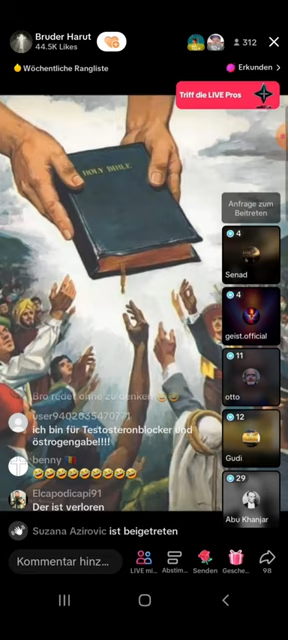 Bruder Harut
44.5K Likes
312
Wöchentliche Rangliste
Erkunden >
Triff die LIVE Pros
HOLY BIBLE
Anfrage zum
Beitreten
4
Senad
4
geist.official
11
otto
12
Gudi
29
Abu Khanjar
Bro redet ohne zu denken
user9402635470771
ich bin für Testosteronblocker und
östrogengabe!!!!
benny
Elcapodicapi91
Der ist verloren
Suzana Azirovic ist beigetreten
Kommentar hinz...
LIVE mi...
Abstim...
Senden
Gesche...
98